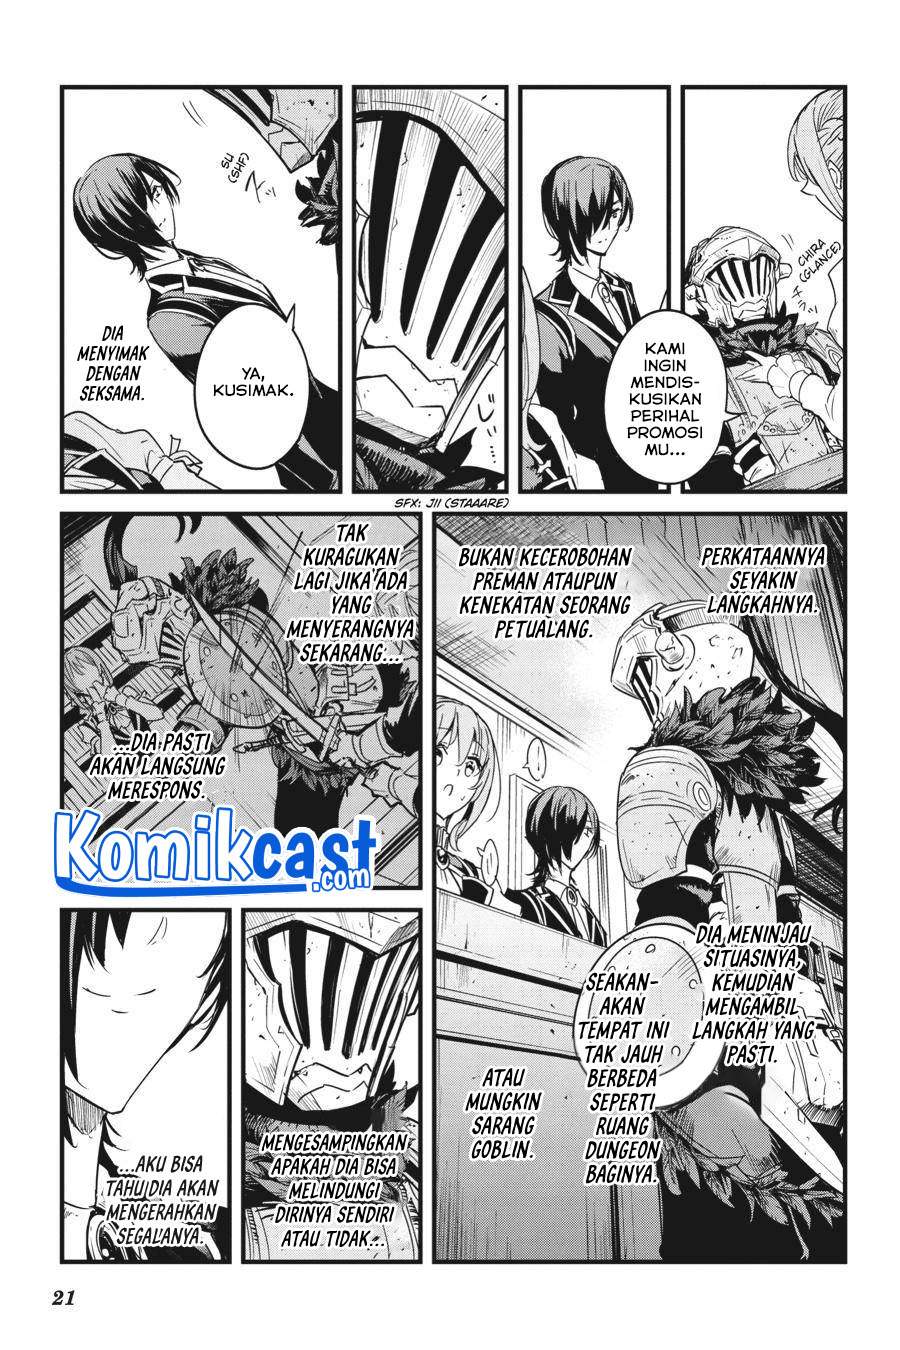 CHIRA
(GLANCE)
KAMI
INGIN
MENDIS-
KUSIKAN
PERIHAL
PROMOSI
MU...
SFX: JII (STAAARE)
じ
SU
(SHF)
ズッ
YA,
KUSIMAK.
DIA
MENYIMAK
DENGAN
SEKSAMA.
PERKATAANNYA
SEYAKIN
LANGKAHNYA.
BUKAN KECEROBOHAN
PREMAN ATAUPUN
KENEKATAN SEORANG
PETUALANG.
DIA MENINJAU
SITUASINYA,
KEMUDIAN
MENGAMBIL
LANGKAH YANG
PASTI.
SEAKAN-
AKAN
TEMPAT INI
TAK JAUH
BERBEDA
SEPERTI
RUANG
DUNGEON
BAGINYA.
ATAU
MUNGKIN
SARANG
GOBLIN.
TAK
KURAGUKAN
LAGI JIKA ADA
YANG
MENYERANGNYA
SEKARANG...
...DIA PASTI
AKAN LANGSUNG
MERESPONS.
Komikcast
.com
MENGESAMPINGKAN
APAKAH DIA BISA
MELINDUNGI
DIRINYA SENDIRI
ATAU TIDAK...
...AKU BISA
TAHU DIA AKAN
MENGERAHKAN
SEGALANYA.
21